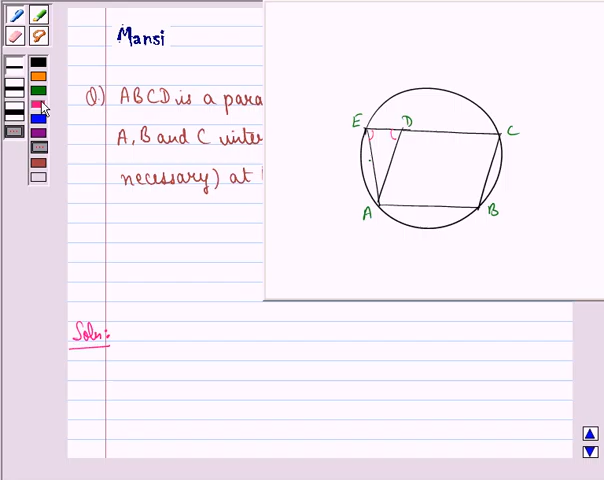 Mansi
Q) ABCD is a para
A, B and C inter
necessary) at
Soln:
E D C
A B